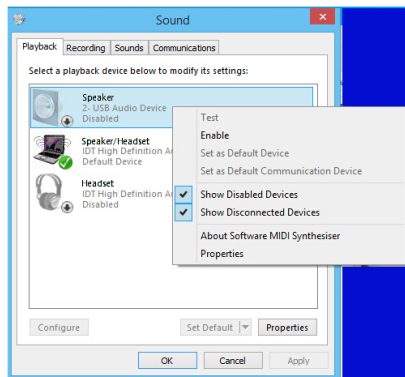 Sound
Playback Recording Sounds Communications
Select a playback device below to modify its settings:
Speaker
2- USB Audio Device
Disabled
Speaker/Headset
IDT High Definition
Default Device
Headset
IDT High Definition
Disabled
Test
Enable
Set as Default Device
Set as Default Communication Device
Show Disabled Devices
Show Disconnected Devices
About Software MIDI Synthesiser
Properties
Configure Set Default Properties
OK Cancel Apply